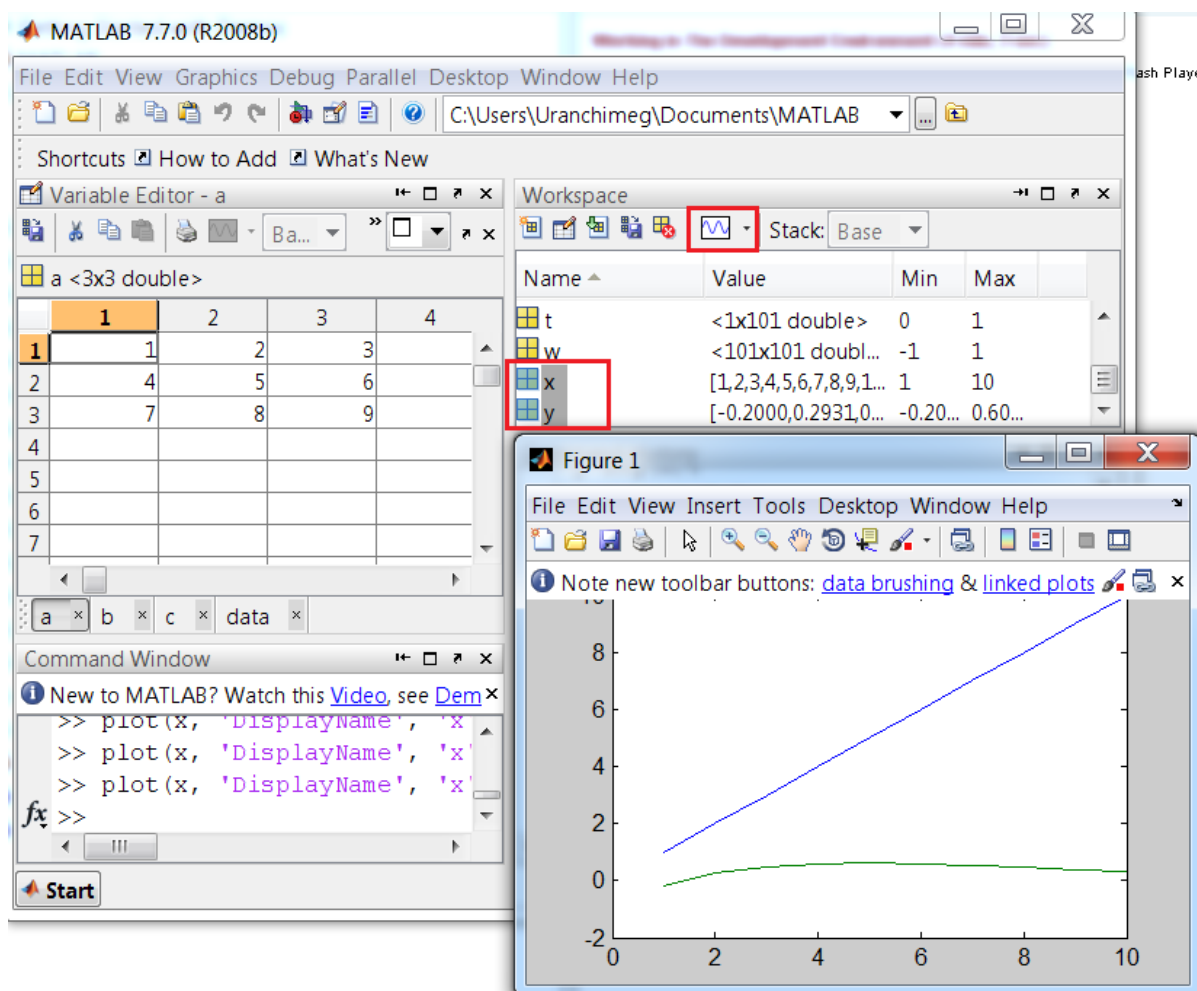 MATLAB 7.7.0 (R2008b)
ash Playe
File Edit View Graphics Debug Parallel Desktop Window Help
C:\Users\Uranchimeg\Documents\MATLAB
...
Shortcuts How to Add What's New
Variable Editor - a
Ba...
a <3x3 double>
1 2 3 4
1 1 2 3
2 4 5 6
3 7 8 9
4
5
6
7
a b c data
Workspace
Stack: Base
Name Value Min Max
t <1x101 double> 0 1
w <101x101 doubl... -1 1
x [1,2,3,4,5,6,7,8,9,1... 1 10
y [-0.2000,0.2931,0... -0.20... 0.60...
Command Window
New to MATLAB? Watch this Video, see Dem
>> plot(x, 'DisplayName', 'x
>> plot(x, 'DisplayName', 'x'
>> plot(x, 'DisplayName', 'x'
fx >>
Start
Figure 1
File Edit View Insert Tools Desktop Window Help
Note new toolbar buttons: data brushing & linked plots
10
8
6
4
2
0
-2
0 2 4 6 8 10